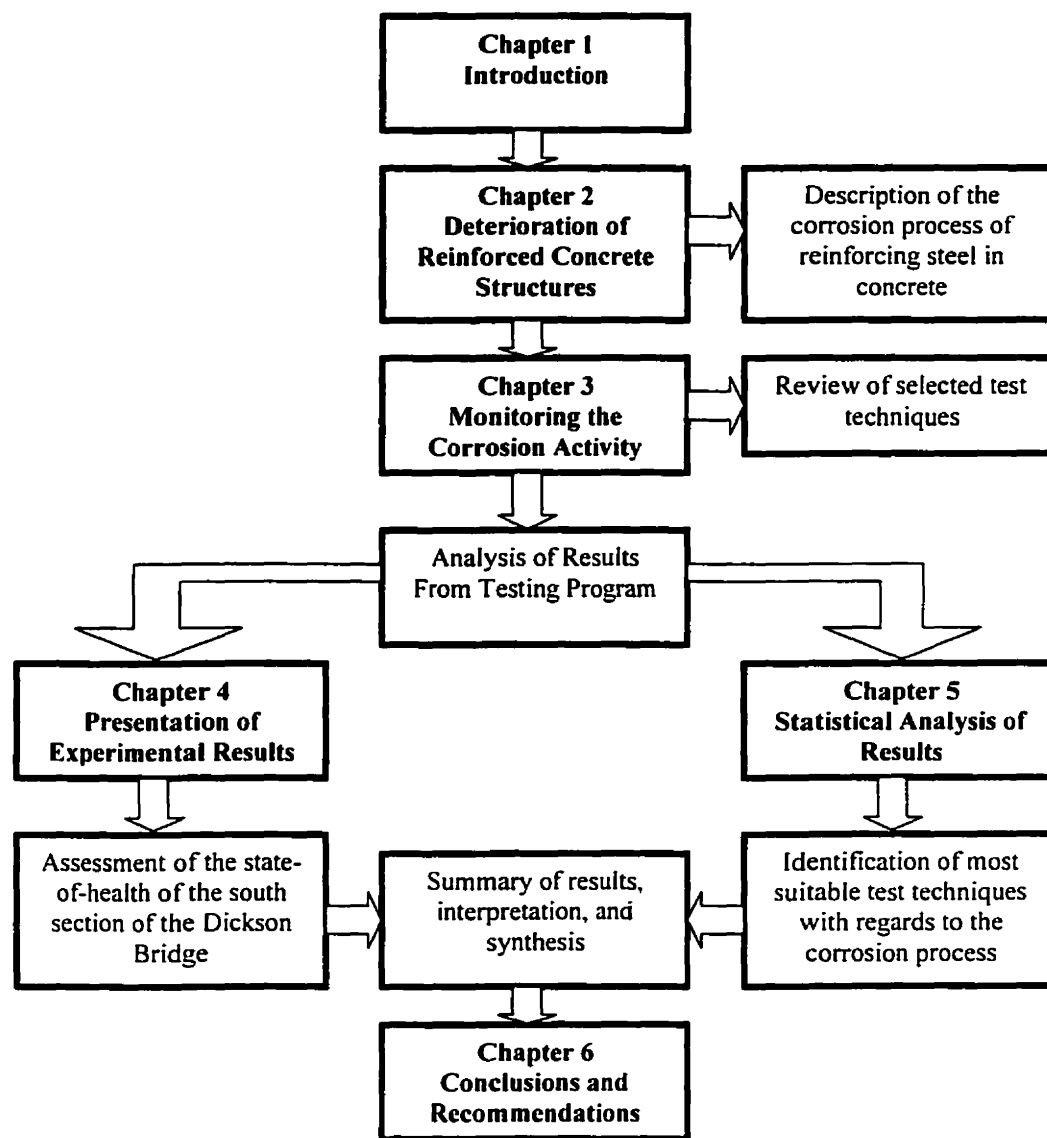 Chapter 1
Introduction
Chapter 2
Deterioration of
Reinforced Concrete
Structures
Description of the
corrosion process of
reinforcing steel in
concrete
Chapter 3
Monitoring the
Corrosion Activity
Review of selected test
techniques
Analysis of Results
From Testing Program
Chapter 4
Presentation of
Experimental Results
Chapter 5
Statistical Analysis of
Results
Assessment of the state-
of-health of the south
section of the Dickson
Bridge
Summary of results,
interpretation, and
synthesis
Identification of most
suitable test techniques
with regards to the
corrosion process
Chapter 6
Conclusions and
Recommendations